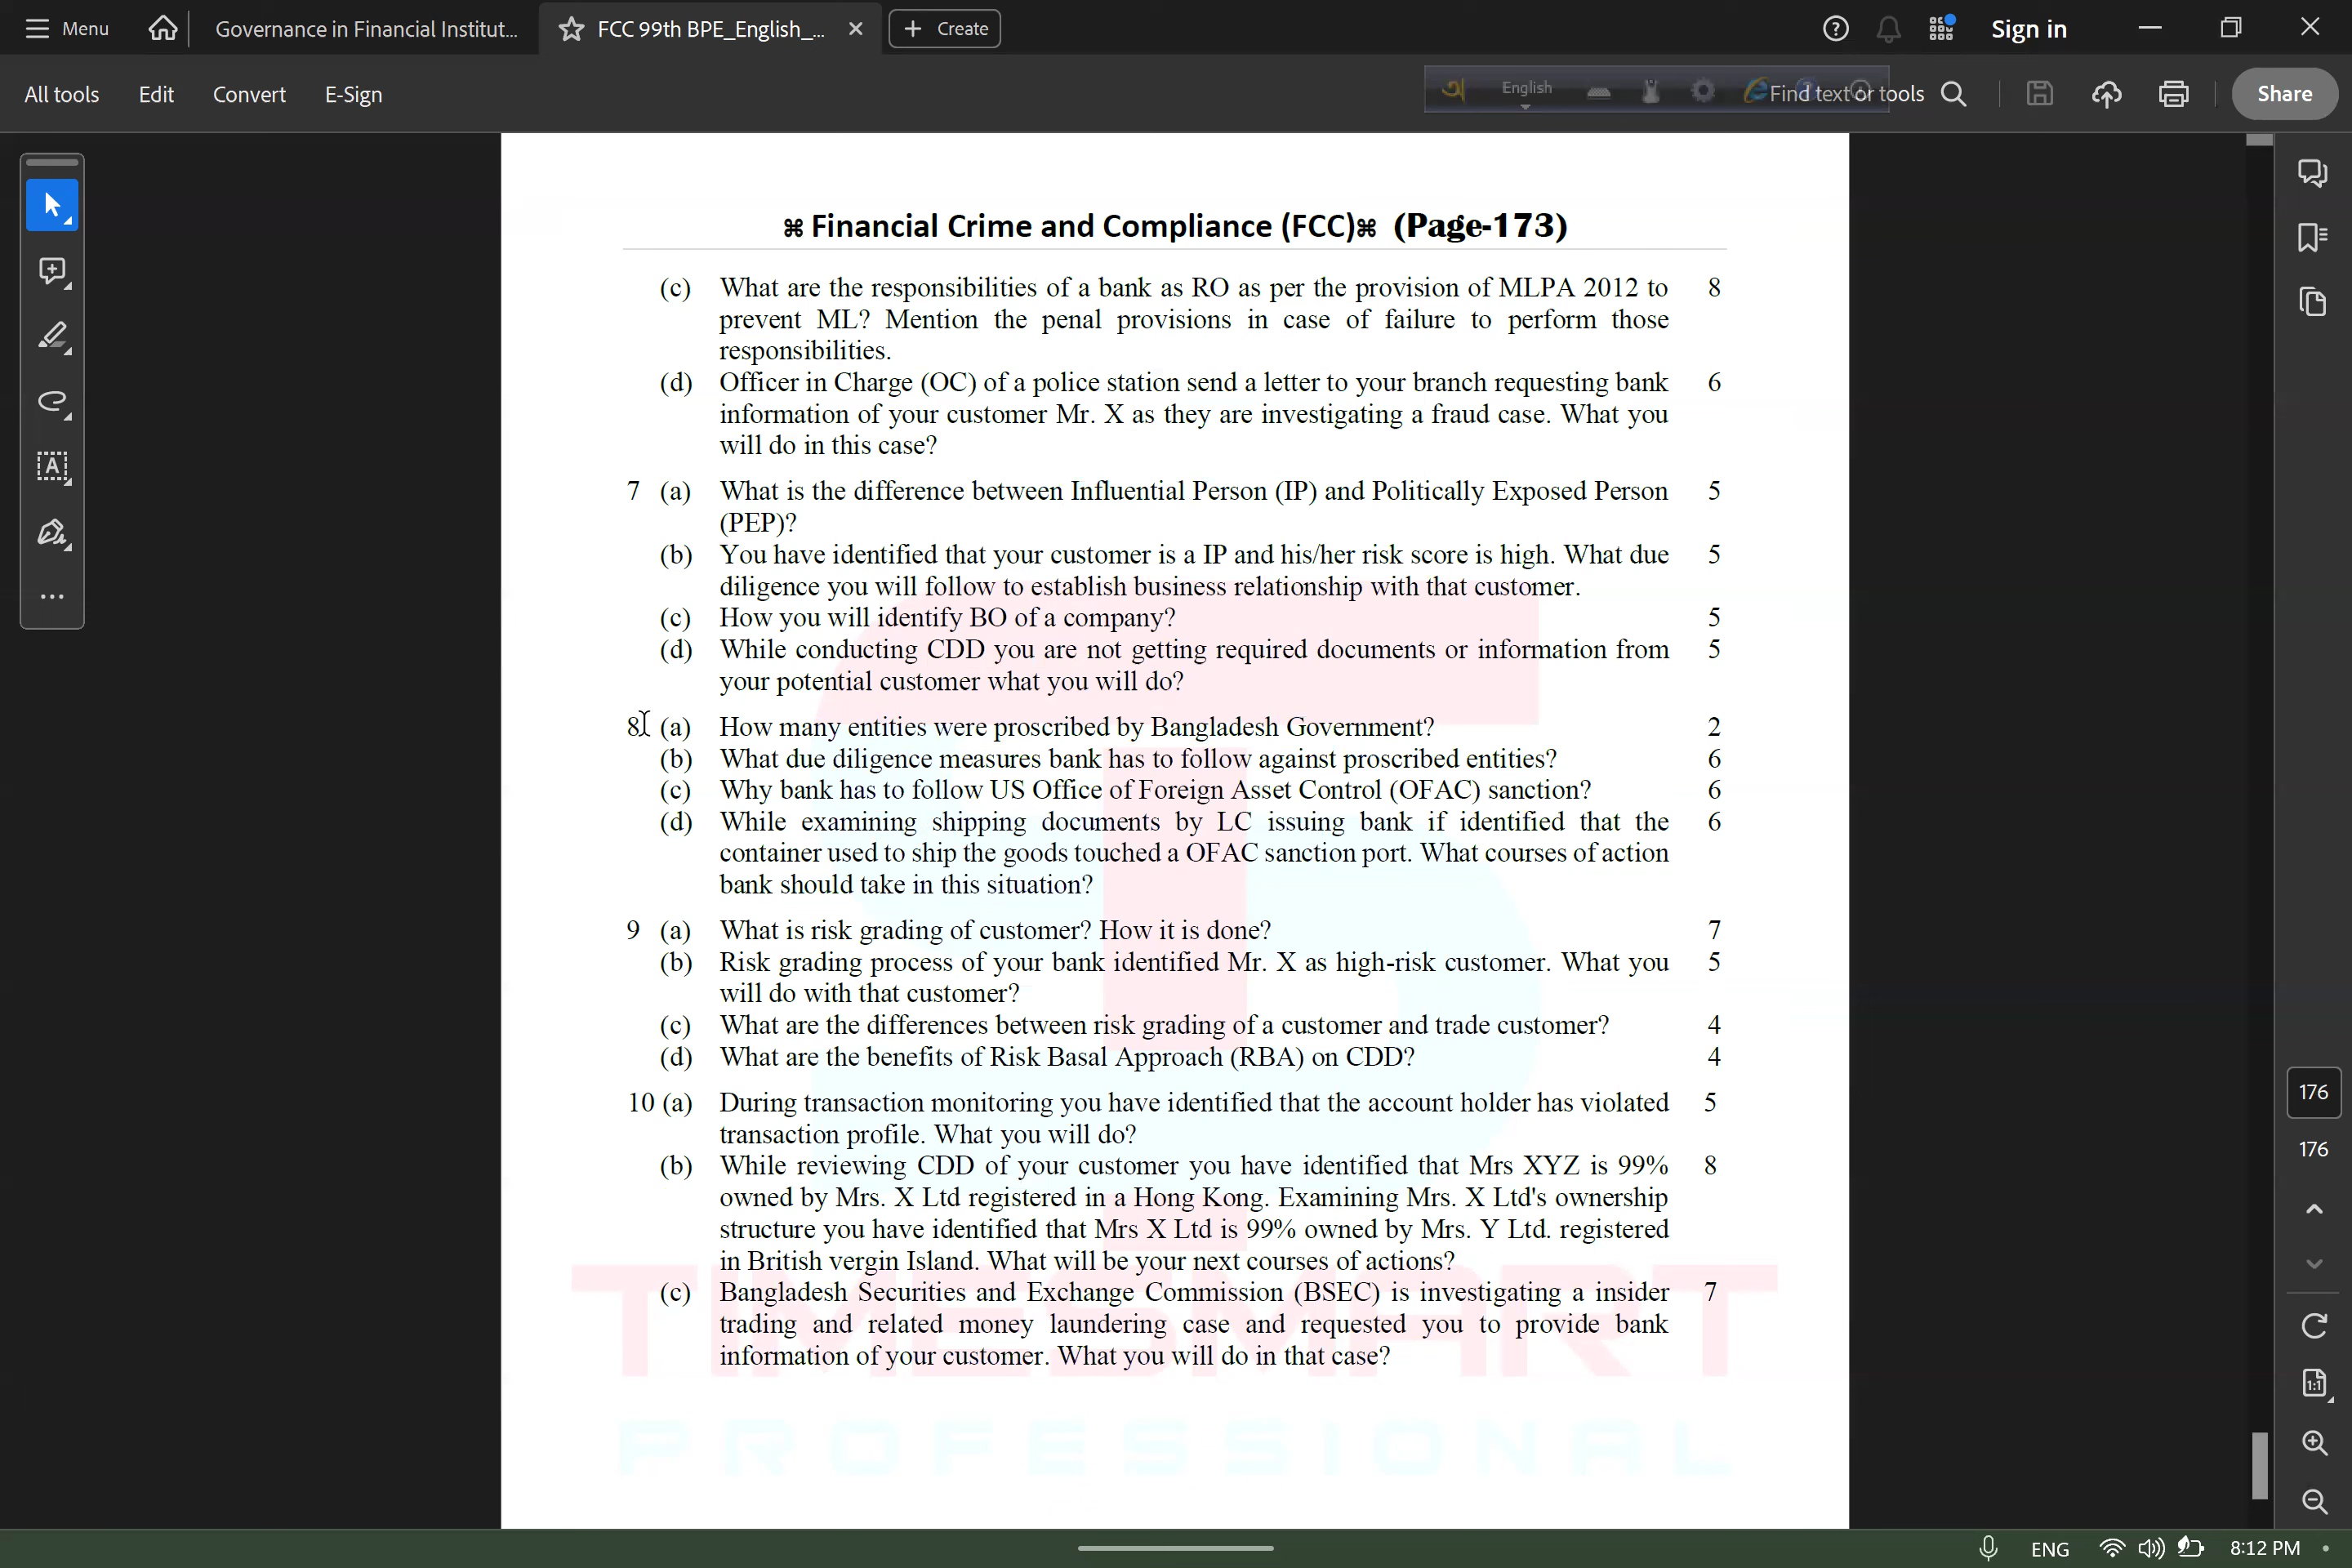 Menu
Governance in Financial Institut...
FCC 99th BPE_English_...
Create
Sign in
All tools
Edit
Convert
E-Sign
English
Find text or tools
Share
⌘ Financial Crime and Compliance (FCC)⌘ (Page-173)
(c) What are the responsibilities of a bank as RO as per the provision of MLPA 2012 to 8
prevent ML? Mention the penal provisions in case of failure to perform those
responsibilities.
(d) Officer in Charge (OC) of a police station send a letter to your branch requesting bank 6
information of your customer Mr. X as they are investigating a fraud case. What you
will do in this case?
7 (a) What is the difference between Influential Person (IP) and Politically Exposed Person 5
(PEP)?
(b) You have identified that your customer is a IP and his/her risk score is high. What due 5
diligence you will follow to establish business relationship with that customer.
(c) How you will identify BO of a company? 5
(d) While conducting CDD you are not getting required documents or information from 5
your potential customer what you will do?
8 (a) How many entities were proscribed by Bangladesh Government? 2
(b) What due diligence measures bank has to follow against proscribed entities? 6
(c) Why bank has to follow US Office of Foreign Asset Control (OFAC) sanction? 6
(d) While examining shipping documents by LC issuing bank if identified that the 6
container used to ship the goods touched a OFAC sanction port. What courses of action
bank should take in this situation?
9 (a) What is risk grading of customer? How it is done? 7
(b) Risk grading process of your bank identified Mr. X as high-risk customer. What you 5
will do with that customer?
(c) What are the differences between risk grading of a customer and trade customer? 4
(d) What are the benefits of Risk Basal Approach (RBA) on CDD? 4
10 (a) During transaction monitoring you have identified that the account holder has violated 5
transaction profile. What you will do?
(b) While reviewing CDD of your customer you have identified that Mrs XYZ is 99% 8
owned by Mrs. X Ltd registered in a Hong Kong. Examining Mrs. X Ltd's ownership
structure you have identified that Mrs X Ltd is 99% owned by Mrs. Y Ltd. registered
in British vergin Island. What will be your next courses of actions?
(c) Bangladesh Securities and Exchange Commission (BSEC) is investigating a insider 7
trading and related money laundering case and requested you to provide bank
information of your customer. What you will do in that case?
TIMESMART
PROFESSIONAL
176
176
1:1
ENG
8:12 PM